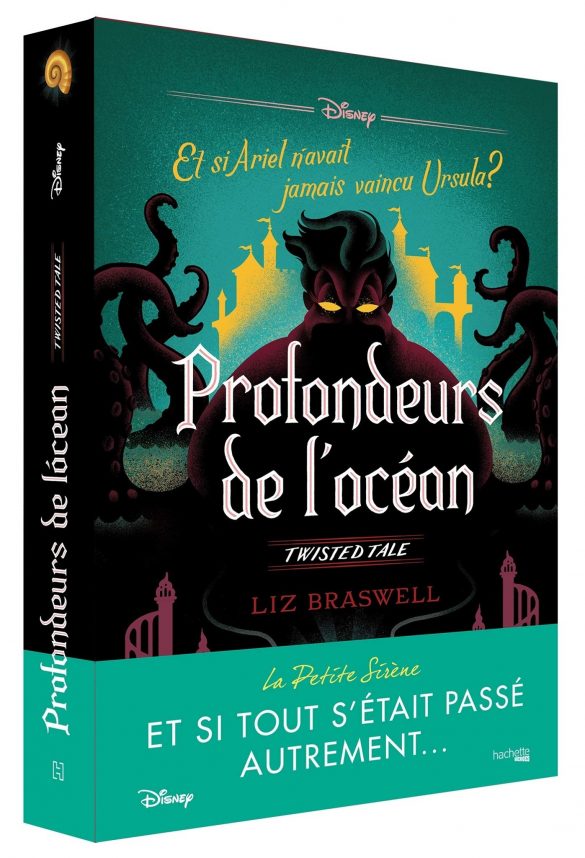 DISNEY
Et si Ariel n'avait
jamais vaincu Ursula?
Profondeurs
de l'océan
TWISTED TALE
LIZ BRASWELL
La Petite Sirène
ET SI TOUT S'ÉTAIT PASSÉ
AUTREMENT...
DISNEY
hachette
HEROES
DISNEY
TWISTED TALE
Profondeurs de l'océan
H